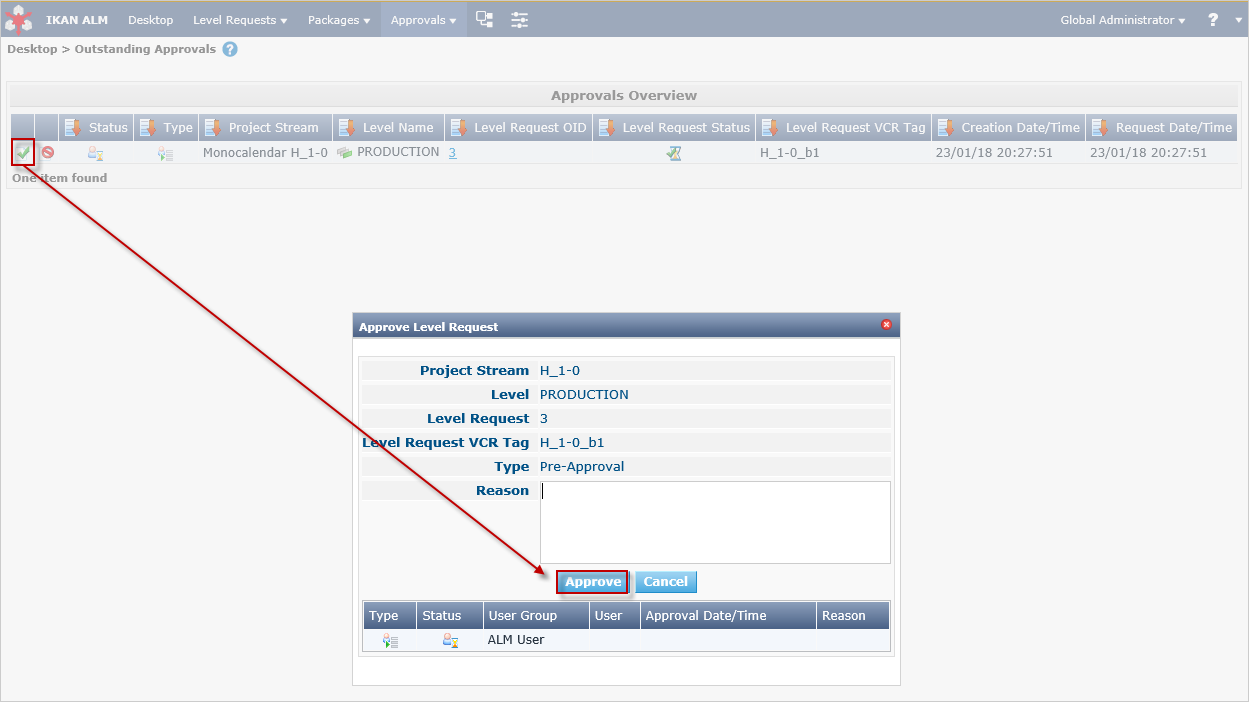 IKAN ALM Desktop Level Requests Packages Approvals Global Administrator ?
Desktop > Outstanding Approvals ?
Approvals Overview
Status Type Project Stream Level Name Level Request OID Level Request Status Level Request VCR Tag Creation Date/Time Request Date/Time
Monocalendar H_1-0 PRODUCTION 3 H_1-0_b1 23/01/18 20:27:51 23/01/18 20:27:51
One item found
Approve Level Request
Project Stream H_1-0
Level PRODUCTION
Level Request 3
Level Request VCR Tag H_1-0_b1
Type Pre-Approval
Reason
Approve Cancel
Type Status User Group User Approval Date/Time Reason
ALM User